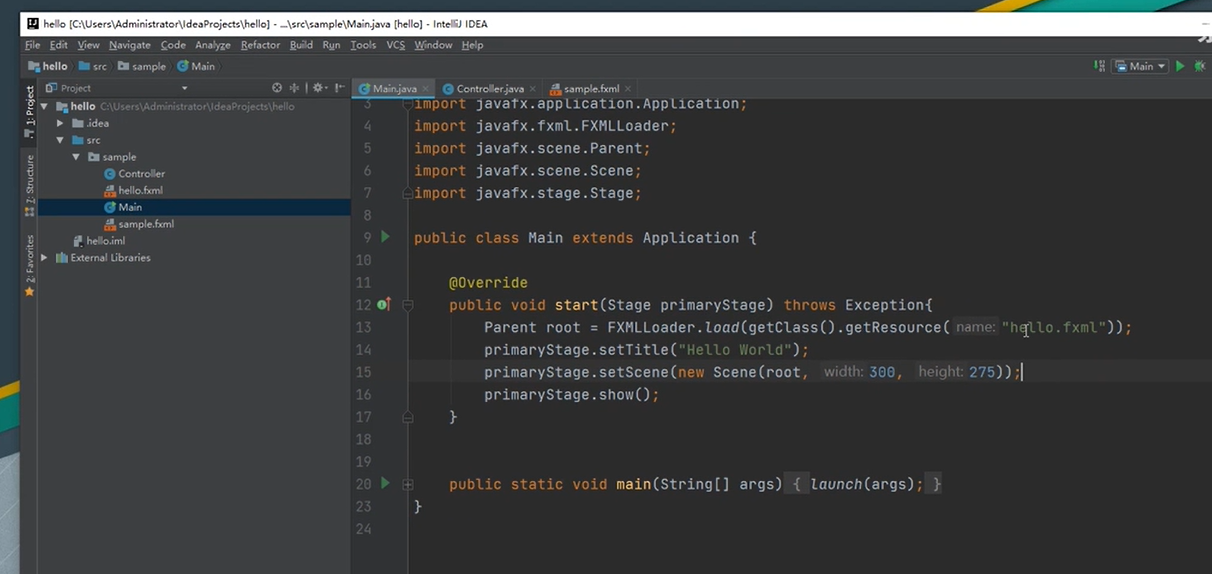 hello [C:\Users\Administrator\IdeaProjects\hello] - ...\src\sample\Main.java [hello] - IntelliJ IDEA
File Edit View Navigate Code Analyze Refactor Build Run Tools VCS Window Help
hello src sample Main
Main
1: Project
7: Structure
2: Favorites
Project
hello C:\Users\Administrator\IdeaProjects\hello
.idea
src
sample
Controller
hello.fxml
Main
sample.fxml
hello.iml
External Libraries
Main.java Controller.java sample.fxml
3 import javafx.application.Application;
4 import javafx.fxml.FXMLLoader;
5 import javafx.scene.Parent;
6 import javafx.scene.Scene;
7 import javafx.stage.Stage;
8
9 public class Main extends Application {
10
11 @Override
12 public void start(Stage primaryStage) throws Exception{
13 Parent root = FXMLLoader.load(getClass().getResource( name: "hello.fxml"));
14 primaryStage.setTitle("Hello World");
15 primaryStage.setScene(new Scene(root, width: 300, height: 275));
16 primaryStage.show();
17 }
18
19
20 public static void main(String[] args) { launch(args); }
23 }
24